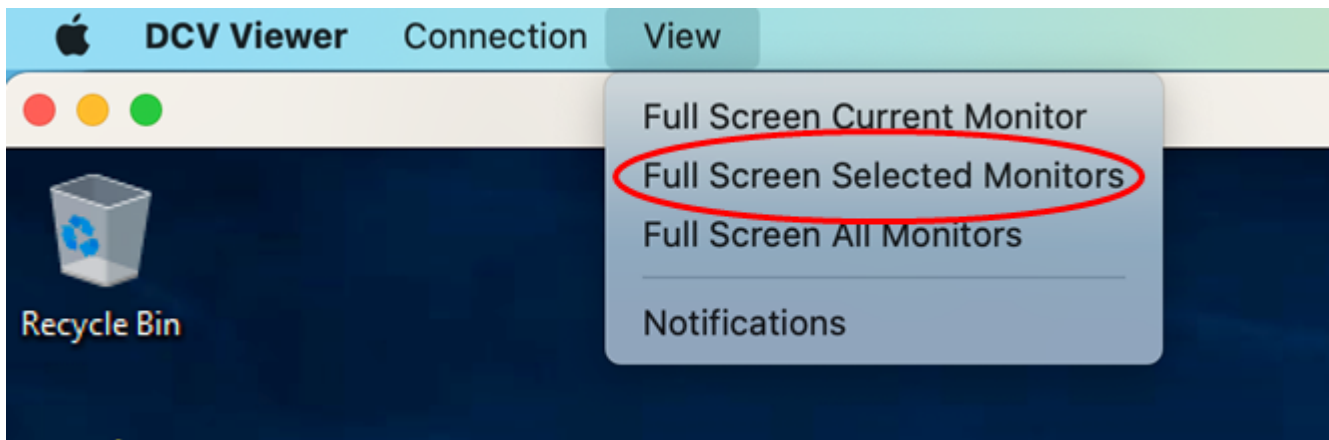 DCV Viewer Connection View
Full Screen Current Monitor
Full Screen Selected Monitors
Full Screen All Monitors
Notifications
Recycle Bin